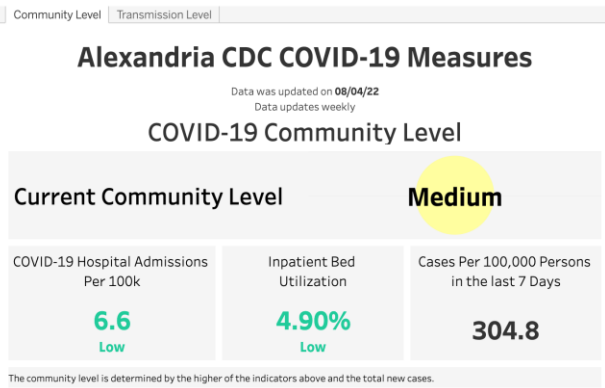 Community Level Transmission Level
Alexandria CDC COVID-19 Measures
Data was updated on 08/04/22
Data updates weekly
COVID-19 Community Level
Current Community Level Medium
COVID-19 Hospital Admissions
Per 100k
6.6
Low
Inpatient Bed
Utilization
4.90%
Low
Cases Per 100,000 Persons
in the last 7 Days
304.8
The community level is determined by the higher of the indicators above and the total new cases.